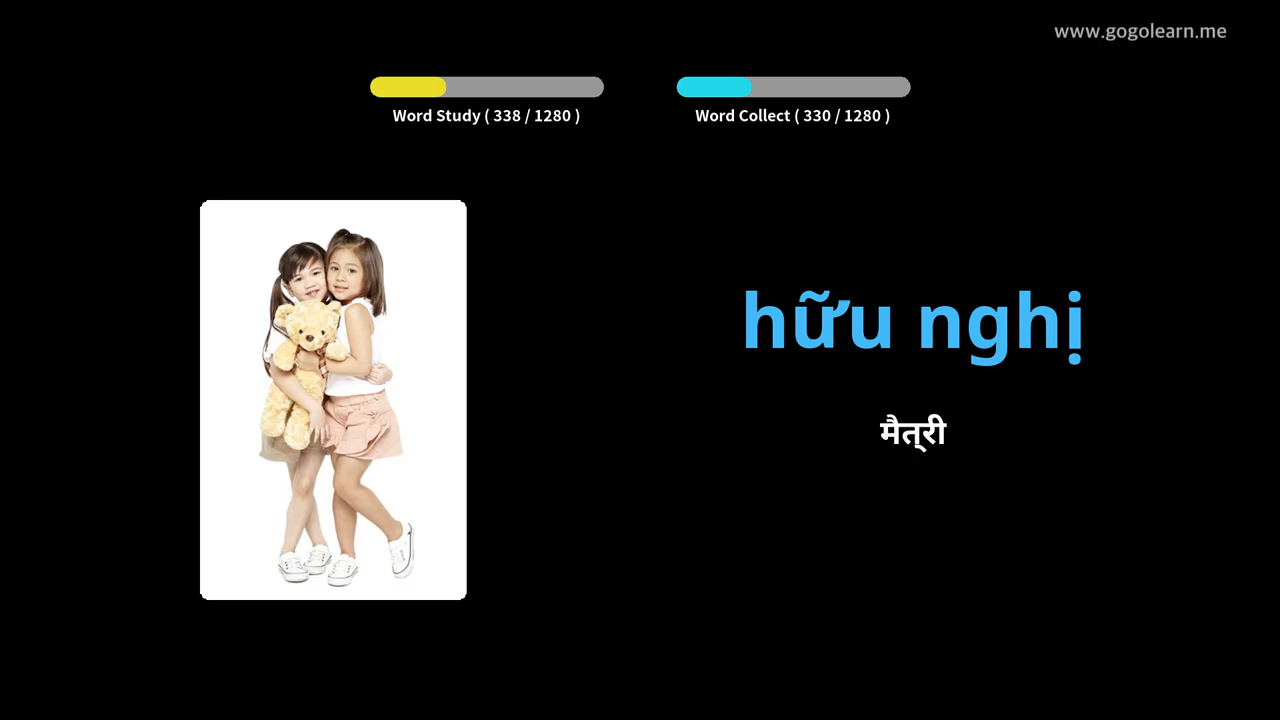 www.gogolearn.me
Word Study ( 338 / 1280 )
Word Collect ( 330 / 1280 )
hữu nghị
मैत्री